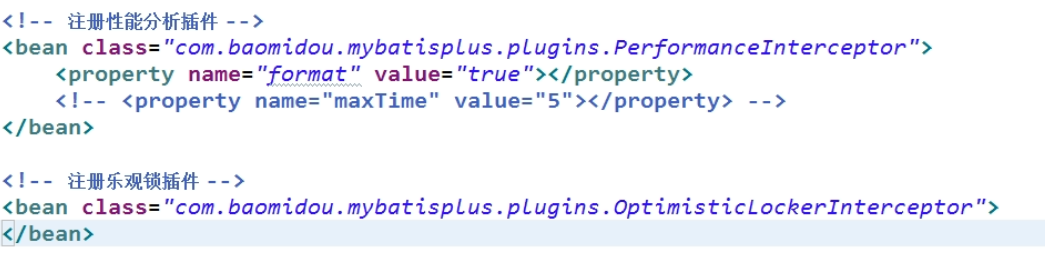 <!-- 注册性能分析插件 -->
<bean class="com.baomidou.mybatisplus.plugins.PerformanceInterceptor">
    <property name="format" value="true"></property>
    <!-- <property name="maxTime" value="5"></property> -->
</bean>
<!-- 注册乐观锁插件 -->
<bean class="com.baomidou.mybatisplus.plugins.OptimisticLockerInterceptor">
</bean>